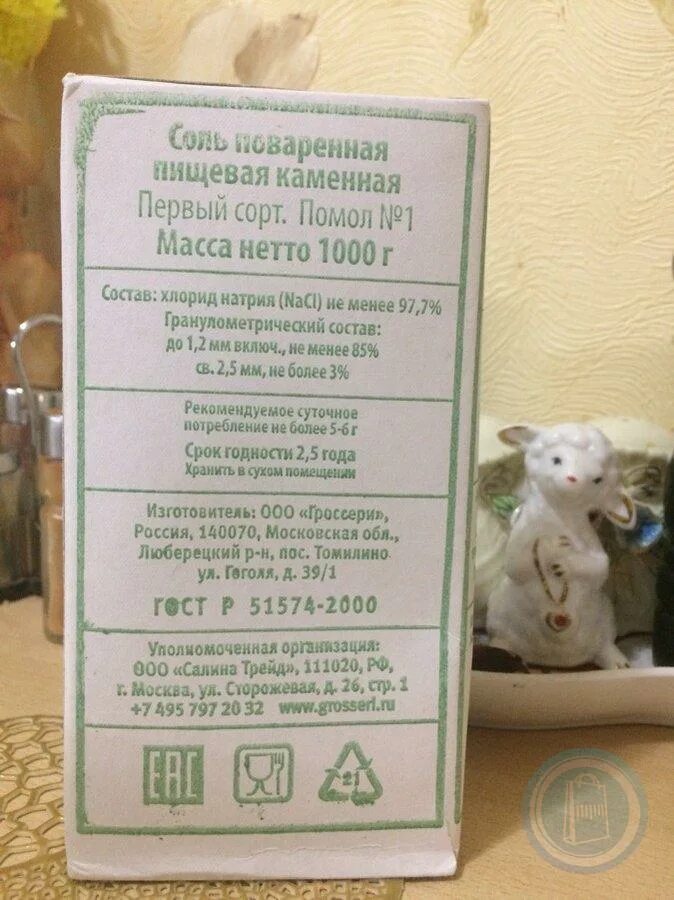 Соль поваренная
пищевая каменная
Первый сорт. Помол №1
Масса нетто 1000 г
Состав: хлорид натрия (NaCl) не менее 97,7%
Гранулометрический состав:
до 1,2 мм включ., не менее 85%
св. 2,5 мм, не более 3%
Рекомендуемое суточное
потребление не более 5-6 г
Срок годности 2,5 года
Хранить в сухом помещении
Изготовитель: ООО «Гроссери»,
Россия, 140070, Московская обл.,
Люберецкий р-н, пос. Томилино
ул. Гоголя, д. 39/1
ГОСТ Р 51574-2000
Уполиомоченная организация:
ООО «Салина Трейд», 111020, РФ,
г. Москва, ул. Сторожевая, д. 26, стр. 1
+7 495 797 20 32 www.grosseri.ru
ЕАС
21